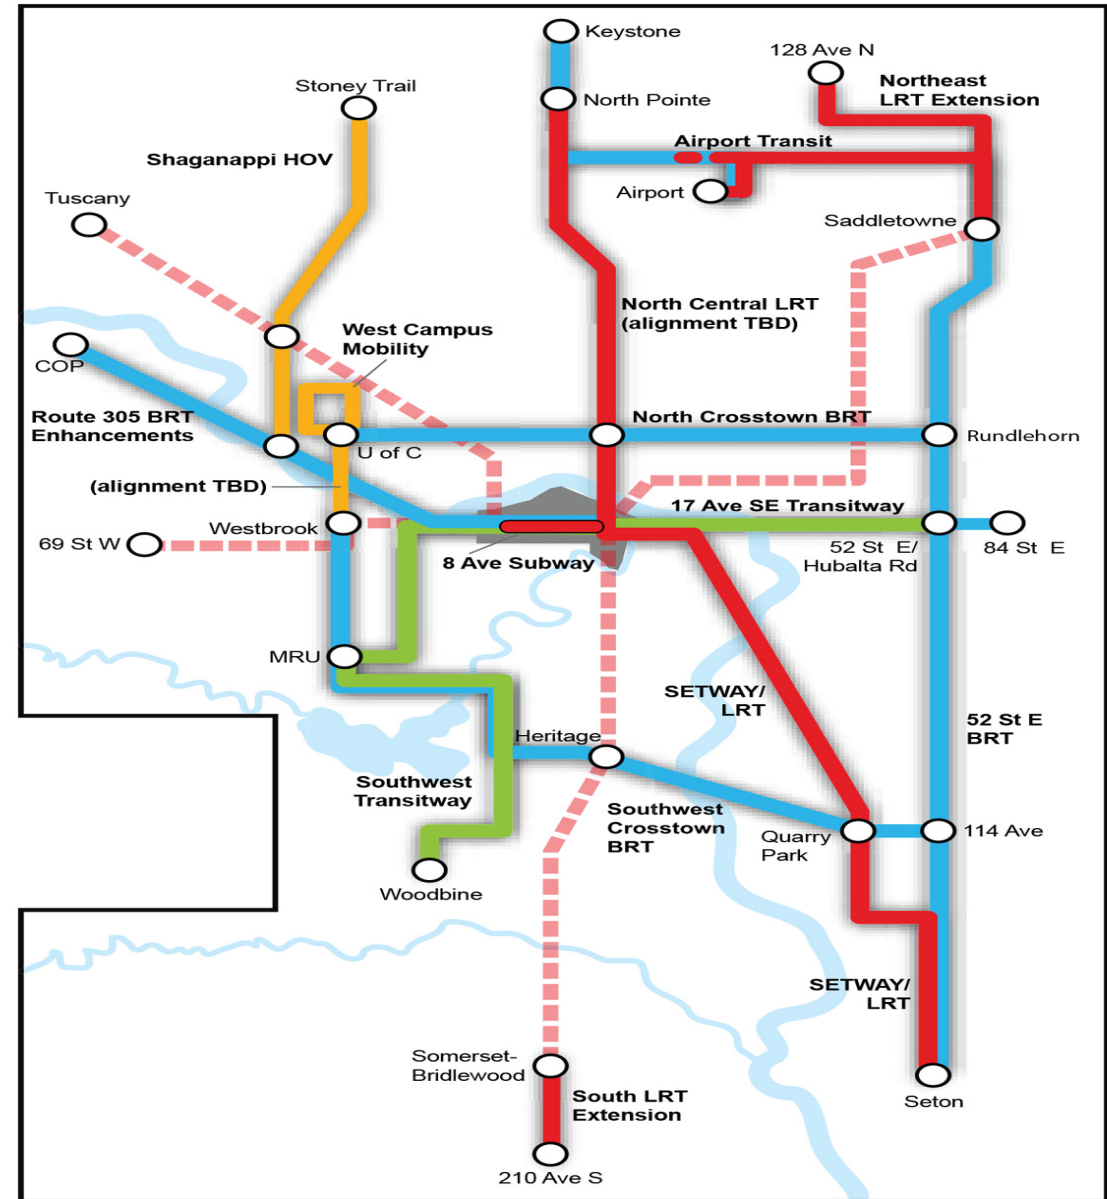 Keystone
128 Ave N
Northeast
LRT Extension
Stoney Trail
North Pointe
Airport Transit
Shaganappi HOV
Airport
Tuscany
Saddletowne
North Central LRT
(alignment TBD)
West Campus
Mobility
COP
Route 305 BRT
Enhancements
North Crosstown BRT
Rundlehorn
U of C
(alignment TBD)
17 Ave SE Transitway
Westbrook
69 St W
8 Ave Subway
52 St  E/
Hubalta Rd
84 St  E
MRU
SETWAY/
LRT
52 St E
BRT
Heritage
Southwest
Transitway
Southwest
Crosstown
BRT
Quarry
Park
114 Ave
Woodbine
SETWAY/
LRT
Somerset-
Bridlewood
South LRT
Extension
Seton
210 Ave S